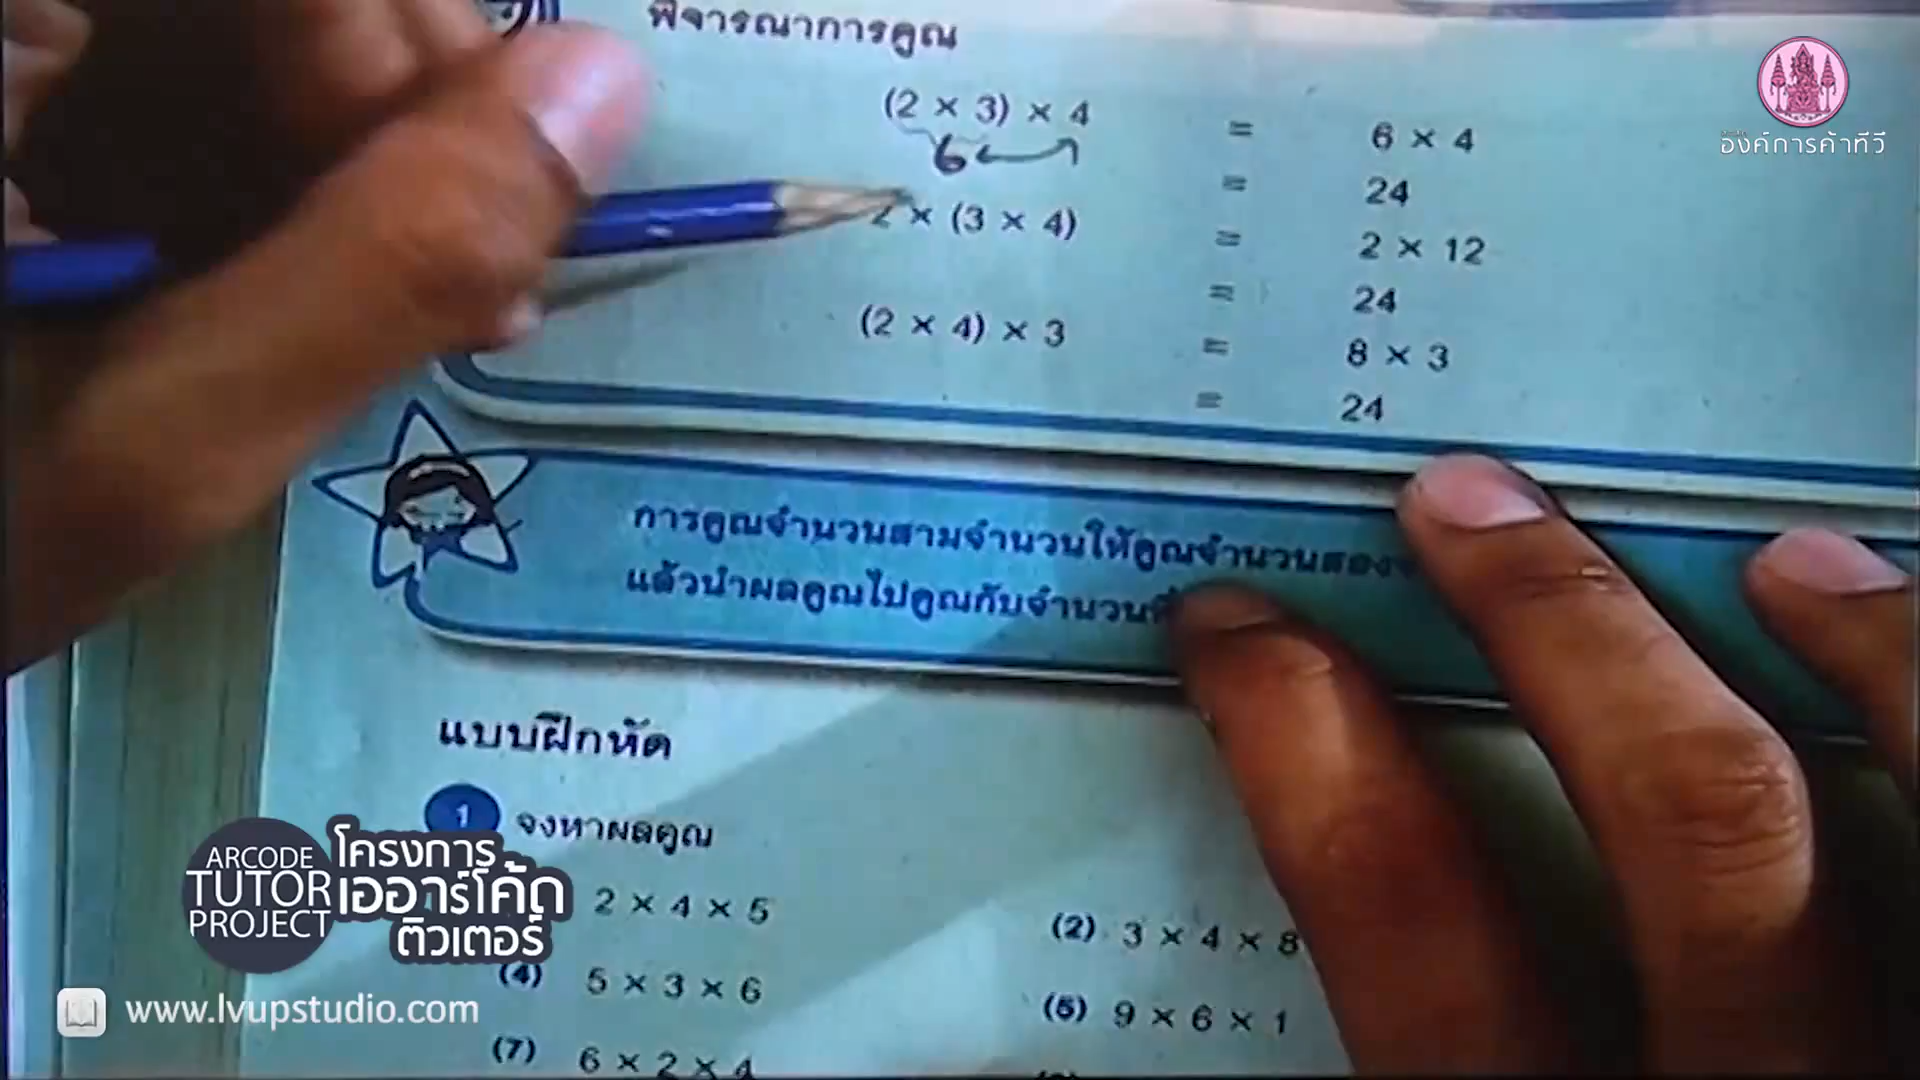 พิจารณาการคูณ
(2 × 3) × 4 = 6 × 4
6
= 24
2 × (3 × 4) = 2 × 12
= 24
(2 × 4) × 3 = 8 × 3
= 24
การคูณจำนวนสามจำนวนให้คูณจำนวนสอง
แล้วนำผลคูณไปคูณกับจำนวน
แบบฝึกหัด
1 จงหาผลคูณ
2 × 4 × 5
(2) 3 × 4 × 8
(4) 5 × 3 × 6
(5) 9 × 6 × 1
(7) 6 × 2 × 4
องค์การค้าทีวี
ARCODE
TUTOR
PROJECT
โครงการ
เออาร์โค้ด
ติวเตอร์
www.lvupstudio.com